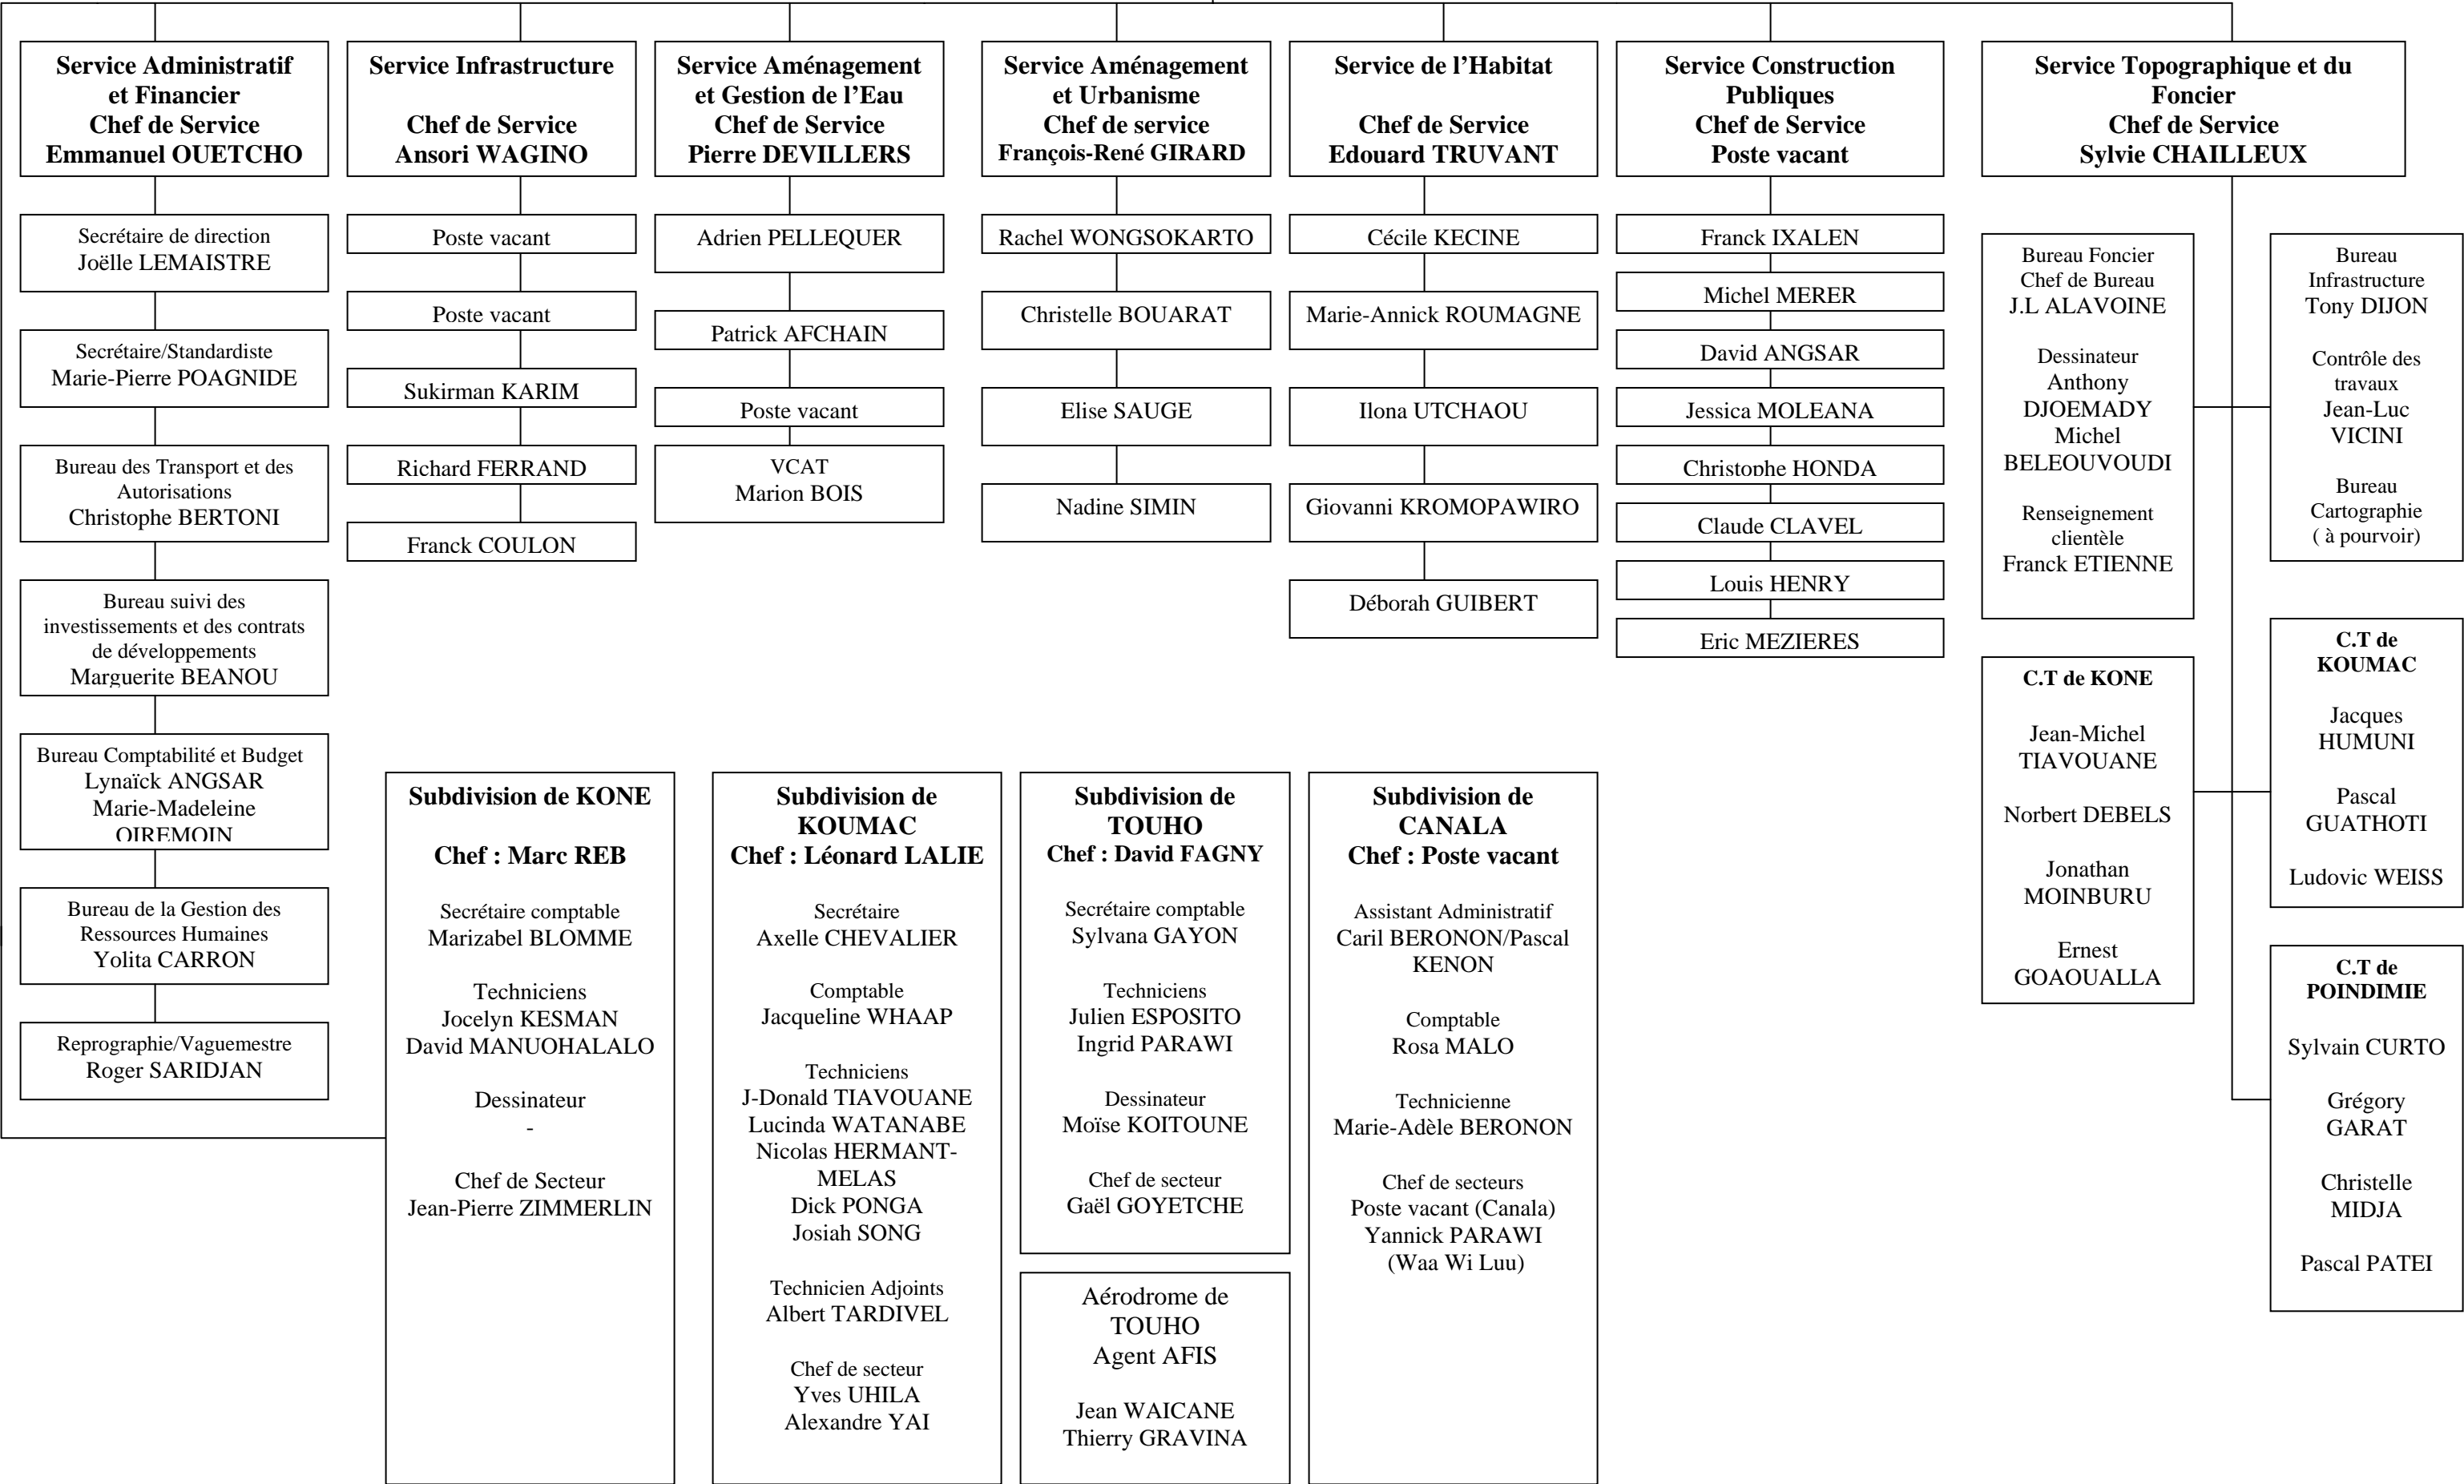 Service Administratif
et Financier
Chef de Service
Emmanuel OUETCHO
Secrétaire de direction
Joëlle LEMAISTRE
Secrétaire/Standardiste
Marie-Pierre POAGNIDE
Bureau des Transport et des
Autorisations
Christophe BERTONI
Bureau suivi des
investissements et des contrats
de développements
Marguerite BEANOU
Bureau Comptabilité et Budget
Lynaïck ANGSAR
Marie-Madeleine
OIREMOIN
Bureau de la Gestion des
Ressources Humaines
Yolita CARRON
Reprographie/Vaguemestre
Roger SARIDJAN
Service Infrastructure
Chef de Service
Ansori WAGINO
Poste vacant
Poste vacant
Sukirman KARIM
Richard FERRAND
Franck COULON
Service Aménagement
et Gestion de l’Eau
Chef de Service
Pierre DEVILLERS
Adrien PELLEQUER
Patrick AFCHAIN
Poste vacant
VCAT
Marion BOIS
Service Aménagement
et Urbanisme
Chef de service
François-René GIRARD
Rachel WONGSOKARTO
Christelle BOUARAT
Elise SAUGE
Nadine SIMIN
Service de l’Habitat
Chef de Service
Edouard TRUVANT
Cécile KECINE
Marie-Annick ROUMAGNE
Ilona UTCHAOU
Giovanni KROMOPAWIRO
Déborah GUIBERT
Service Construction
Publiques
Chef de Service
Poste vacant
Franck IXALEN
Michel MERER
David ANGSAR
Jessica MOLEANA
Christophe HONDA
Claude CLAVEL
Louis HENRY
Eric MEZIERES
Service Topographique et du
Foncier
Chef de Service
Sylvie CHAILLEUX
Bureau Foncier
Chef de Bureau
J.L ALAVOINE
Dessinateur
Anthony
DJOEMADY
Michel
BELEOUVOUDI
Renseignement
clientèle
Franck ETIENNE
Bureau
Infrastructure
Tony DIJON
Contrôle des
travaux
Jean-Luc
VICINI
Bureau
Cartographie
( à pourvoir)
C.T de KONE
Jean-Michel
TIAVOUANE
Norbert DEBELS
Jonathan
MOINBURU
Ernest
GOAOUALLA
C.T de
KOUMAC
Jacques
HUMUNI
Pascal
GUATHOTI
Ludovic WEISS
C.T de
POINDIMIE
Sylvain CURTO
Grégory
GARAT
Christelle
MIDJA
Pascal PATEI
Subdivision de KONE
Chef : Marc REB
Secrétaire comptable
Marizabel BLOMME
Techniciens
Jocelyn KESMAN
David MANUOHALALO
Dessinateur
-
Chef de Secteur
Jean-Pierre ZIMMERLIN
Subdivision de
KOUMAC
Chef : Léonard LALIE
Secrétaire
Axelle CHEVALIER
Comptable
Jacqueline WHAAP
Techniciens
J-Donald TIAVOUANE
Lucinda WATANABE
Nicolas HERMANT-
MELAS
Dick PONGA
Josiah SONG
Technicien Adjoints
Albert TARDIVEL
Chef de secteur
Yves UHILA
Alexandre YAI
Subdivision de
TOUHO
Chef : David FAGNY
Secrétaire comptable
Sylvana GAYON
Techniciens
Julien ESPOSITO
Ingrid PARAWI
Dessinateur
Moïse KOITOUNE
Chef de secteur
Gaël GOYETCHE
Aérodrome de
TOUHO
Agent AFIS
Jean WAICANE
Thierry GRAVINA
Subdivision de
CANALA
Chef : Poste vacant
Assistant Administratif
Caril BERONON/Pascal
KENON
Comptable
Rosa MALO
Technicienne
Marie-Adèle BERONON
Chef de secteurs
Poste vacant (Canala)
Yannick PARAWI
(Waa Wi Luu)